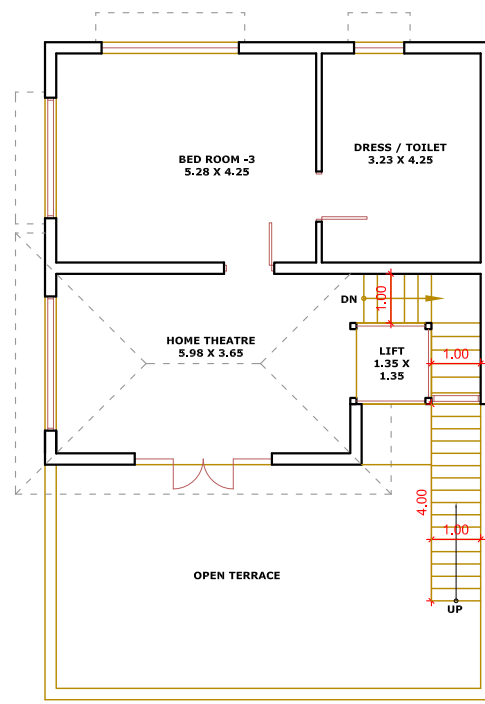 BED ROOM -3
5.28 X 4.25
DRESS / TOILET
3.23 X 4.25
DN
1.00
HOME THEATRE
5.98 X 3.65
LIFT
1.35 X
1.35
1.00
4.00
1.00
OPEN TERRACE
UP